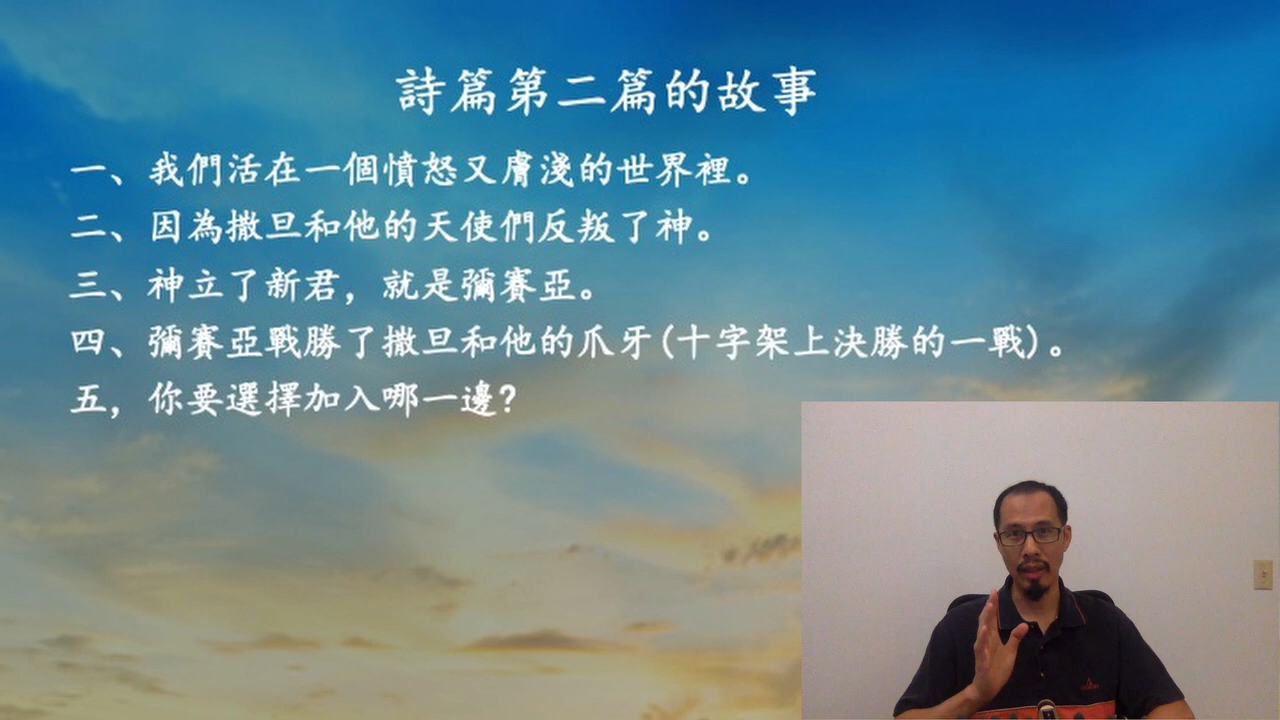 詩篇第二篇的故事
一、我們活在一個憤怒又膚淺的世界裡。
二、因為撒旦和他的天使們反叛了神。
三、神立了新君，就是彌賽亞。
四、彌賽亞戰勝了撒旦和他的爪牙(十字架上決勝的一戰)。
五，你要選擇加入哪一邊?